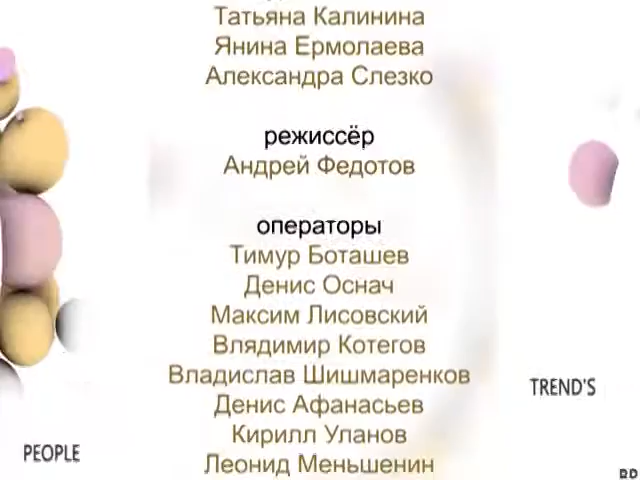 Татьяна Калинина
Янина Ермолаева
Александра Слезко
режиссёр
Андрей Федотов
операторы
Тимур Боташев
Денис Оснач
Максим Лисовский
Влядимир Котегов
Владислав Шишмаренков
Денис Афанасьев
Кирилл Уланов
Леонид Меньшенин
TREND'S
PEOPLE